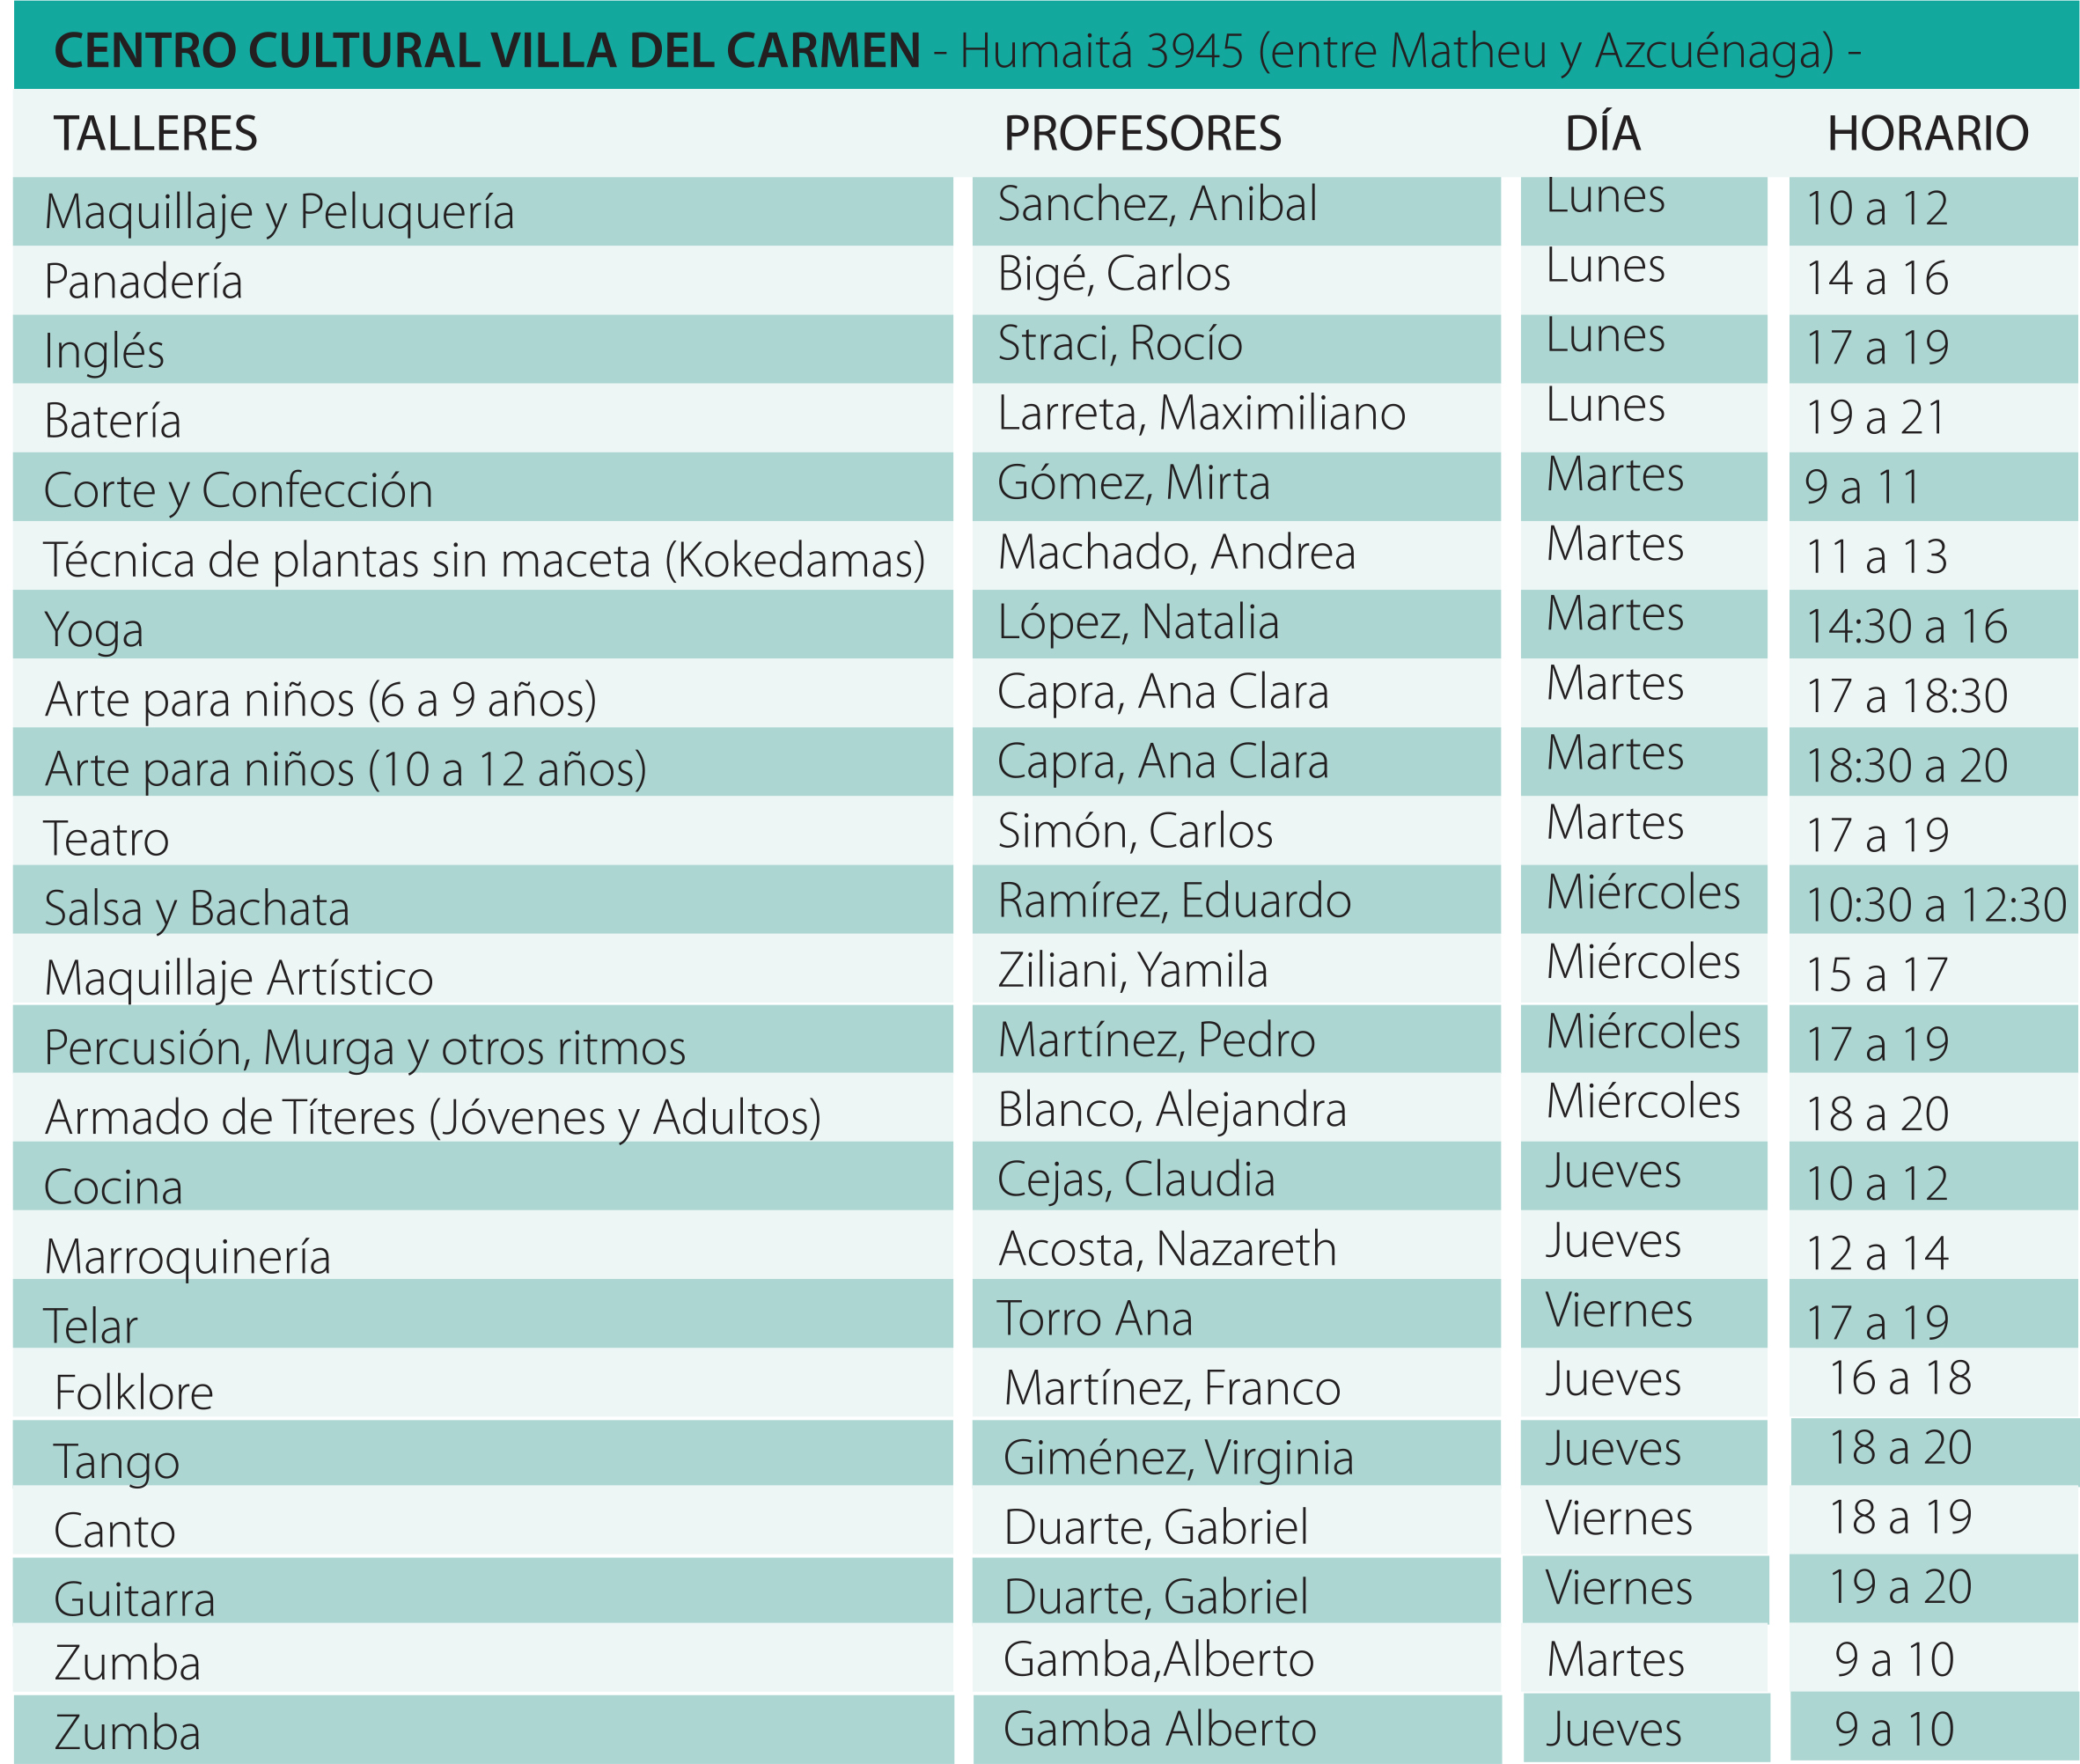 CENTRO CULTURAL VILLA DEL CARMEN - Humaitá 3945 (entre Matheu y Azcuénaga) -
TALLERES PROFESORES DÍA HORARIO
Maquillaje y Peluquería Sanchez, Anibal Lunes 10 a 12
Panadería Bigé, Carlos Lunes 14 a 16
Inglés Straci, Rocío Lunes 17 a 19
Batería Larreta, Maximiliano Lunes 19 a 21
Corte y Confección Gómez, Mirta Martes 9 a 11
Técnica de plantas sin maceta (Kokedamas) Machado, Andrea Martes 11 a 13
Yoga López, Natalia Martes 14:30 a 16
Arte para niños (6 a 9 años) Capra, Ana Clara Martes 17 a 18:30
Arte para niños (10 a 12 años) Capra, Ana Clara Martes 18:30 a 20
Teatro Simón, Carlos Martes 17 a 19
Salsa y Bachata Ramírez, Eduardo Miércoles 10:30 a 12:30
Maquillaje Artístico Ziliani, Yamila Miércoles 15 a 17
Percusión, Murga y otros ritmos Martínez, Pedro Miércoles 17 a 19
Armado de Títeres (Jóvenes y Adultos) Blanco, Alejandra Miércoles 18 a 20
Cocina Cejas, Claudia Jueves 10 a 12
Marroquinería Acosta, Nazareth Jueves 12 a 14
Telar Torro Ana Viernes 17 a 19
Folklore Martínez, Franco Jueves 16 a 18
Tango Giménez, Virginia Jueves 18 a 20
Canto Duarte, Gabriel Viernes 18 a 19
Guitarra Duarte, Gabriel Viernes 19 a 20
Zumba Gamba,Alberto Martes 9 a 10
Zumba Gamba Alberto Jueves 9 a 10